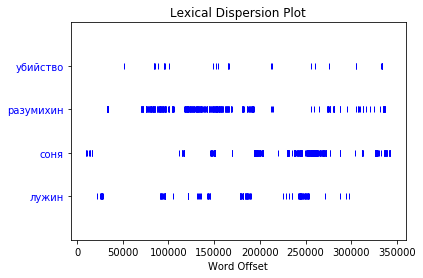 Lexical Dispersion Plot
убийство
разумихин
соня
лужин
0 50000 100000 150000 200000 250000 300000 350000
Word Offset